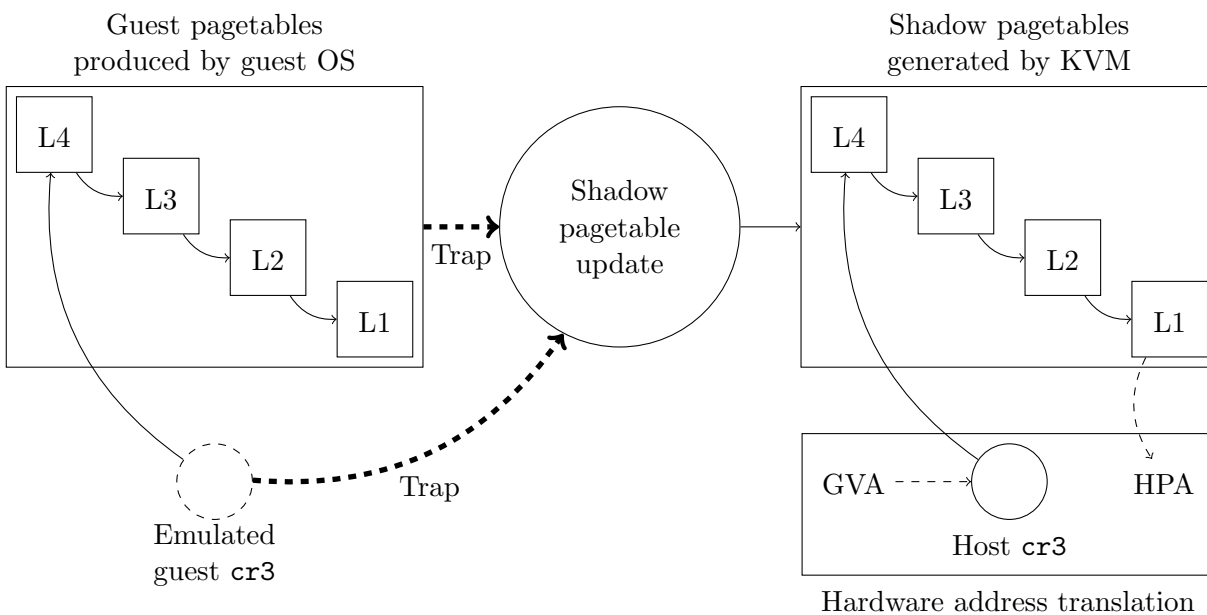 Guest pagetables
produced by guest OS
L4
L3
L2
L1
Emulated
guest cr3
Trap
Trap
Shadow
pagetable
update
Shadow pagetables
generated by KVM
L4
L3
L2
L1
GVA
HPA
Host cr3
Hardware address translation